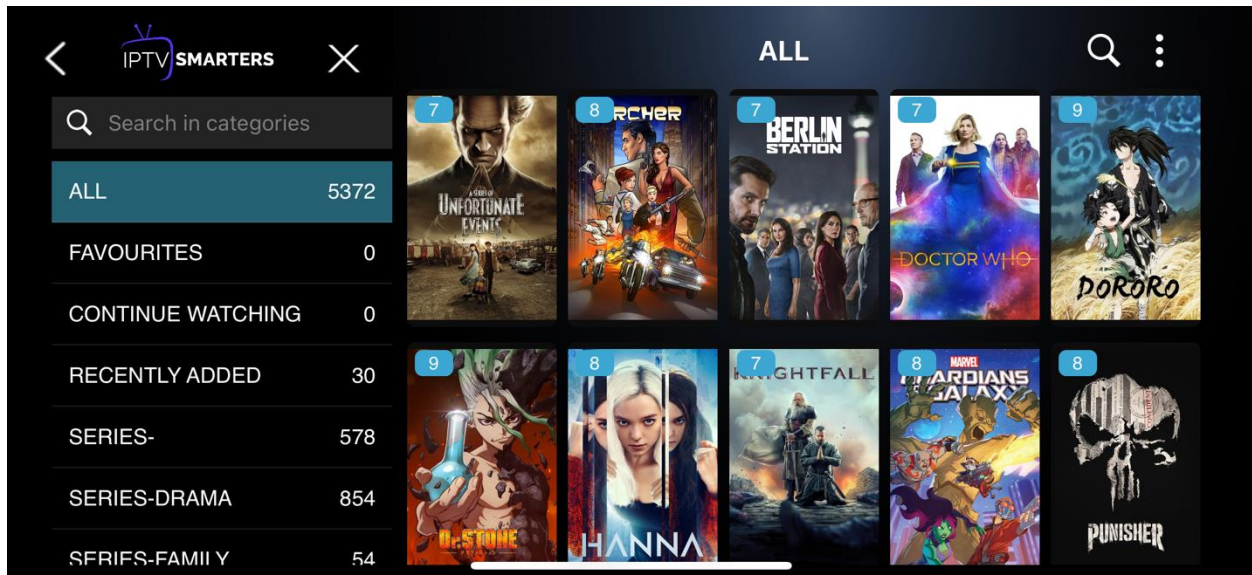 IPTV SMARTERS
ALL
Search in categories
ALL 5372
FAVOURITES 0
CONTINUE WATCHING 0
RECENTLY ADDED 30
SERIES- 578
SERIES-DRAMA 854
SERIES-FAMILY 54
7
A SERIES OF
UNFORTUNATE
EVENTS
8
RCHER
7
BERLIN
STATION
7
DOCTOR WHO
9
DORORO
9
Dr.STONE
8
HANNA
7
KNIGHTFALL
8
MARVEL
GUARDIANS
GALAXY
8
PUNISHER